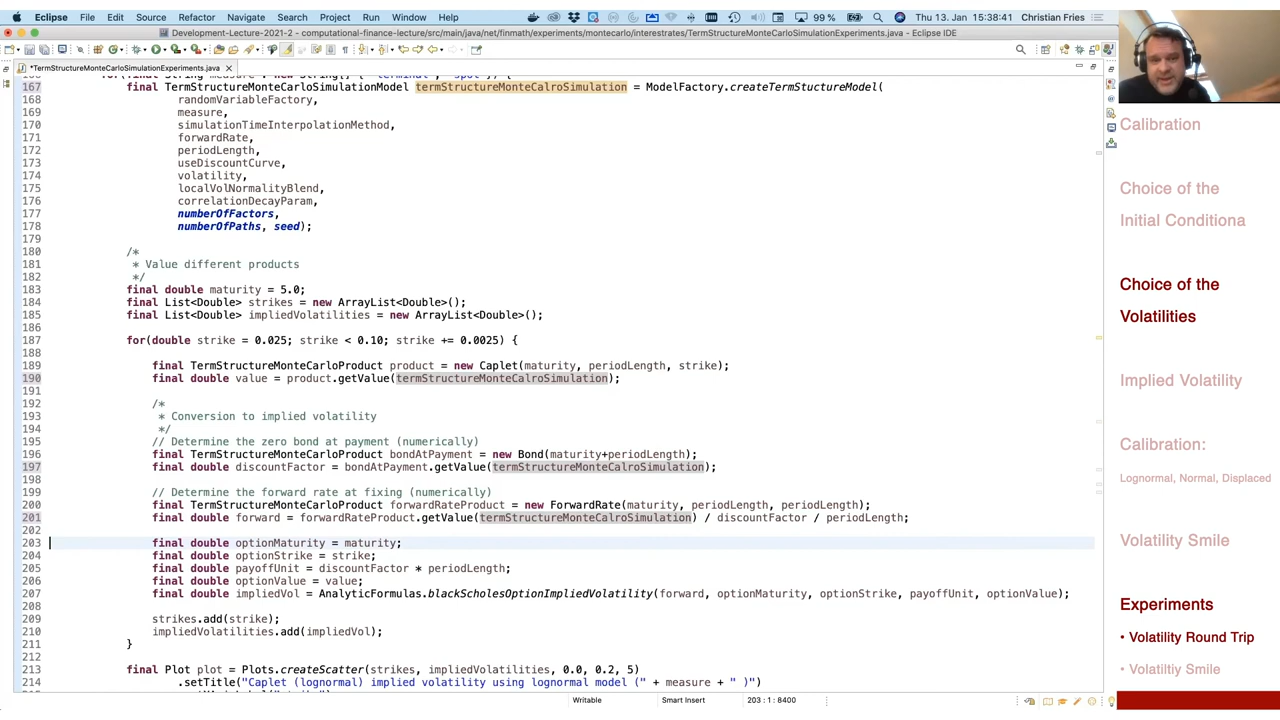 Eclipse File Edit Source Refactor Navigate Search Project Run Window Help 99 % Thu 13. Jan 15:38:41 Christian Fries
Development-Lecture-2021-2 - computational-finance-lecture/src/main/java/net/finmath/experiments/montecarlo/interestrates/TermStructureMonteCarloSimulationExperiments.java - Eclipse IDE
*TermStructureMonteCarloSimulationExperiments.java
167 final TermStructureMonteCarloSimulationModel termStructureMonteCalroSimulation = ModelFactory.createTermStuctureModel(
168 randomVariableFactory,
169 measure,
170 simulationTimeInterpolationMethod,
171 forwardRate,
172 periodLength,
173 useDiscountCurve,
174 volatility,
175 localVolNormalityBlend,
176 correlationDecayParam,
177 numberOfFactors,
178 numberOfPaths, seed);
179
180 /*
181 * Value different products
182 */
183 final double maturity = 5.0;
184 final List<Double> strikes = new ArrayList<Double>();
185 final List<Double> impliedVolatilities = new ArrayList<Double>();
186
187 for(double strike = 0.025; strike < 0.10; strike += 0.0025) {
188
189 final TermStructureMonteCarloProduct product = new Caplet(maturity, periodLength, strike);
190 final double value = product.getValue(termStructureMonteCalroSimulation);
191
192 /*
193 * Conversion to implied volatility
194 */
195 // Determine the zero bond at payment (numerically)
196 final TermStructureMonteCarloProduct bondAtPayment = new Bond(maturity+periodLength);
197 final double discountFactor = bondAtPayment.getValue(termStructureMonteCalroSimulation);
198
199 // Determine the forward rate at fixing (numerically)
200 final TermStructureMonteCarloProduct forwardRateProduct = new ForwardRate(maturity, periodLength, periodLength);
201 final double forward = forwardRateProduct.getValue(termStructureMonteCalroSimulation) / discountFactor / periodLength;
202
203 final double optionMaturity = maturity;
204 final double optionStrike = strike;
205 final double payoffUnit = discountFactor * periodLength;
206 final double optionValue = value;
207 final double impliedVol = AnalyticFormulas.blackScholesOptionImpliedVolatility(forward, optionMaturity, optionStrike, payoffUnit, optionValue);
208
209 strikes.add(strike);
210 impliedVolatilities.add(impliedVol);
211 }
212
213 final Plot plot = Plots.createScatter(strikes, impliedVolatilities, 0.0, 0.2, 5)
214 .setTitle("Caplet (lognormal) implied volatility using lognormal model (" + measure + " )")
Writable Smart Insert 203 : 1 : 8400
Calibration
Choice of the
Initial Conditiona
Choice of the
Volatilities
Implied Volatility
Calibration:
Lognormal, Normal, Displaced
Volatility Smile
Experiments
• Volatility Round Trip
• Volatiltiy Smile